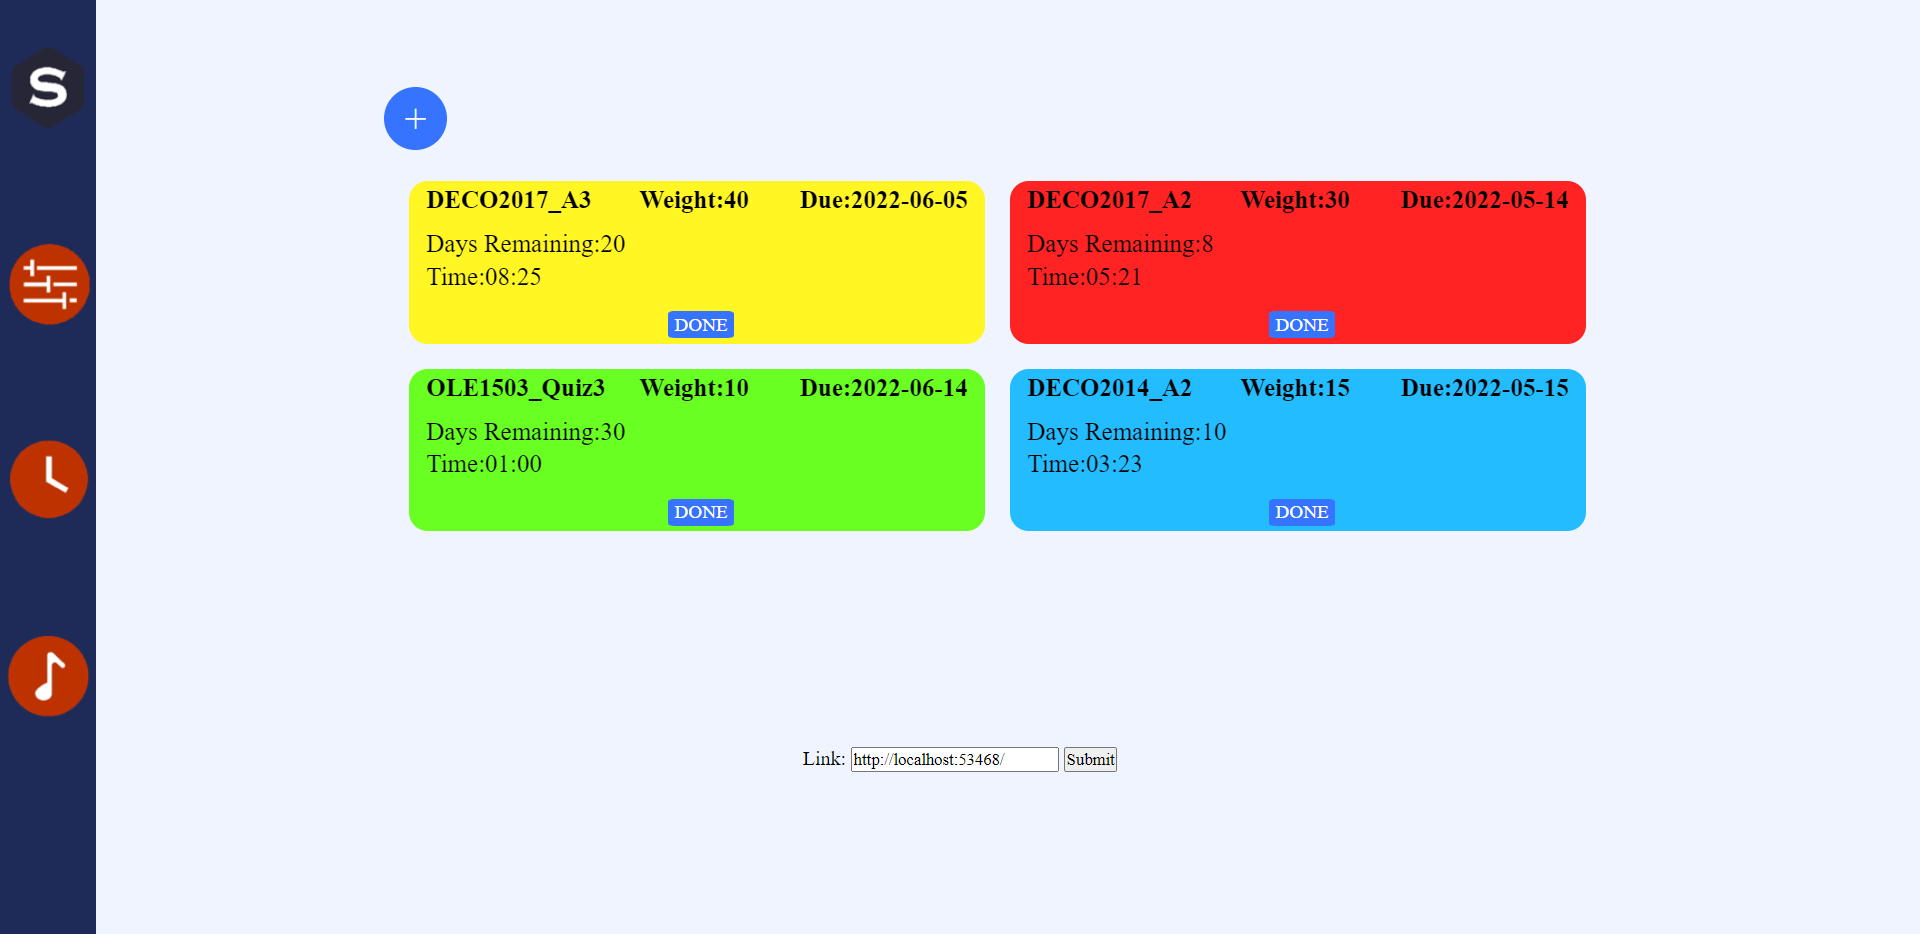 S
DECO2017_A3 Weight:40 Due:2022-06-05
Days Remaining:20
Time:08:25
DONE
DECO2017_A2 Weight:30 Due:2022-05-14
Days Remaining:8
Time:05:21
DONE
OLE1503_Quiz3 Weight:10 Due:2022-06-14
Days Remaining:30
Time:01:00
DONE
DECO2014_A2 Weight:15 Due:2022-05-15
Days Remaining:10
Time:03:23
DONE
Link: http://localhost:53468/ Submit